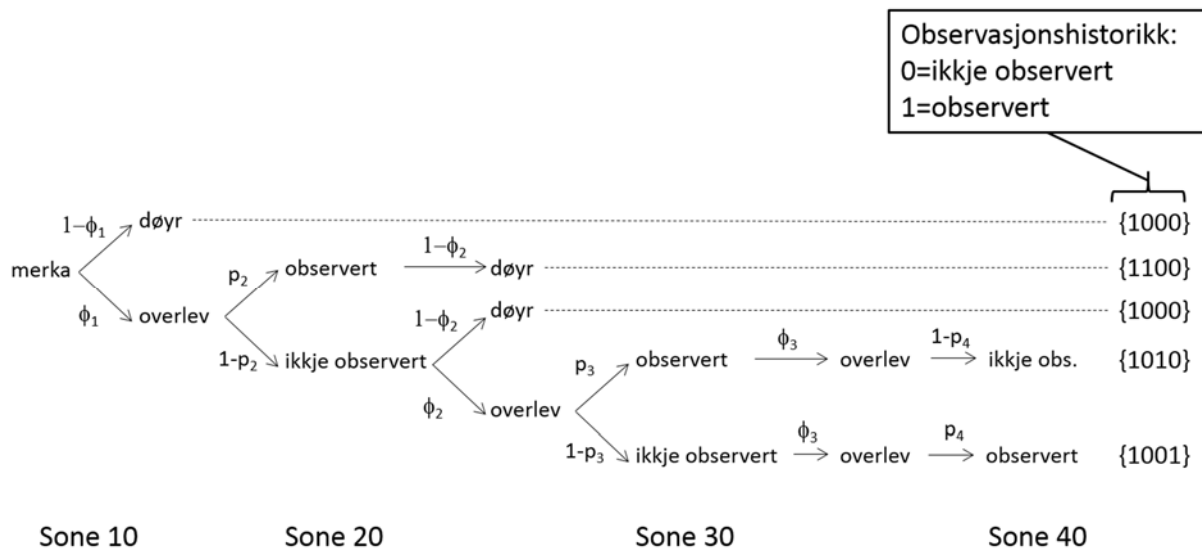 Observasjonshistorikk:
0=ikkje observert
1=observert
1−ϕ₁ døyr {1000}
merka p₂ observert 1−ϕ₂ døyr {1100}
ϕ₁ overlev 1−ϕ₂ døyr {1000}
1-p₂ ikkje observert p₃ observert ϕ₃ overlev 1-p₄ ikkje obs. {1010}
ϕ₂ overlev
1-p₃ ikkje observert ϕ₃ overlev p₄ observert {1001}
Sone 10 Sone 20 Sone 30 Sone 40